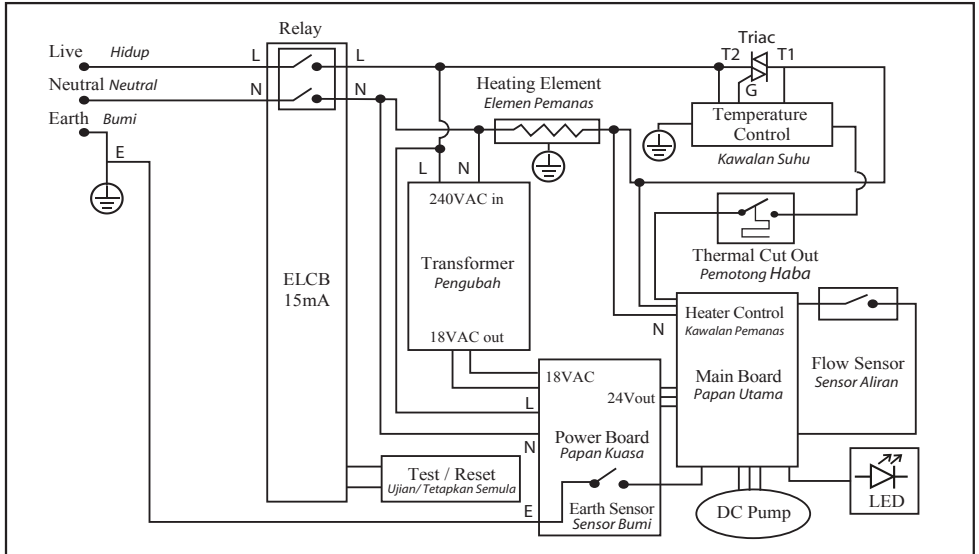 Relay
Live Hidup
L
L
Neutral Neutral
N
N
Earth Bumi
E
Triac
T2
T1
G
Heating Element
Elemen Pemanas
Temperature
Control
Kawalan Suhu
L
N
240VAC in
Transformer
Pengubah
18VAC out
ELCB
15mA
Thermal Cut Out
Pemotong Haba
N
Heater Control
Kawalan Pemanas
Main Board
Papan Utama
Flow Sensor
Sensor Aliran
18VAC
24Vout
L
N
Power Board
Papan Kuasa
E
Earth Sensor
Sensor Bumi
Test / Reset
Ujian/ Tetapkan Semula
DC Pump
LED